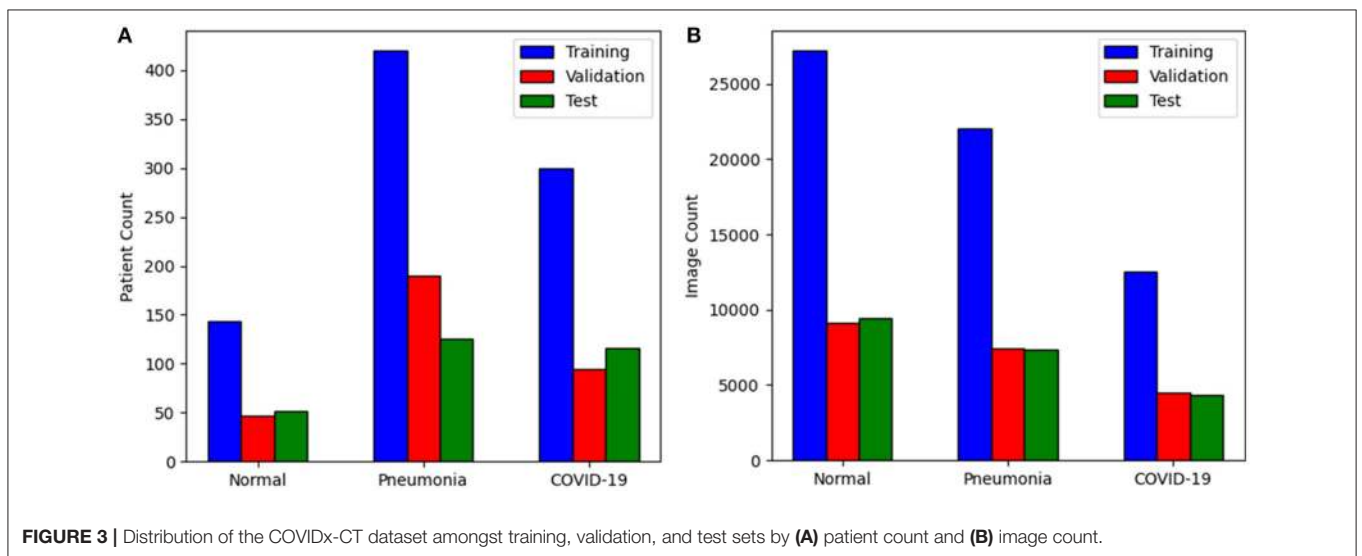 A
400
350
300
250
200
150
100
50
0
Patient Count
Normal Pneumonia COVID-19
Training
Validation
Test
B
25000
20000
15000
10000
5000
0
Image Count
Normal Pneumonia COVID-19
Training
Validation
Test
FIGURE 3 | Distribution of the COVIDx-CT dataset amongst training, validation, and test sets by (A) patient count and (B) image count.